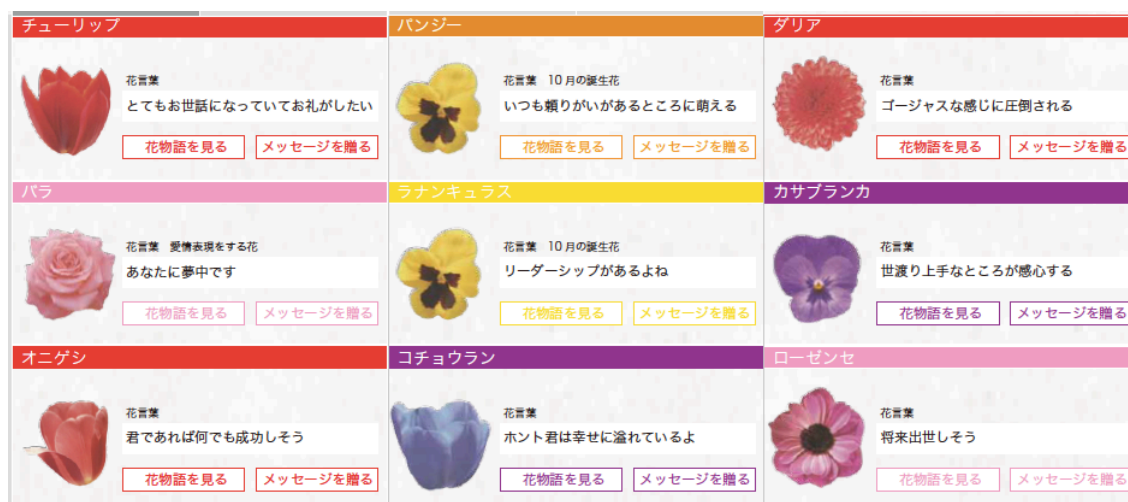 チューリップ
花言葉
とてもお世話になっていてお礼がしたい
花物語を見る
メッセージを贈る
パンジー
花言葉 10月の誕生花
いつも頼りがいがあるところに萌える
花物語を見る
メッセージを贈る
ダリア
花言葉
ゴージャスな感じに圧倒される
花物語を見る
メッセージを贈る
バラ
花言葉 愛情表現をする花
あなたに夢中です
花物語を見る
メッセージを贈る
ラナンキュラス
花言葉 10月の誕生花
リーダーシップがあるよね
花物語を見る
メッセージを贈る
カサブランカ
花言葉
世渡り上手なところが感心する
花物語を見る
メッセージを贈る
オニゲシ
花言葉
君であれば何でも成功しそう
花物語を見る
メッセージを贈る
コチョウラン
花言葉
ホント君は幸せに溢れているよ
花物語を見る
メッセージを贈る
ローゼンセ
花言葉
将来出世しそう
花物語を見る
メッセージを贈る